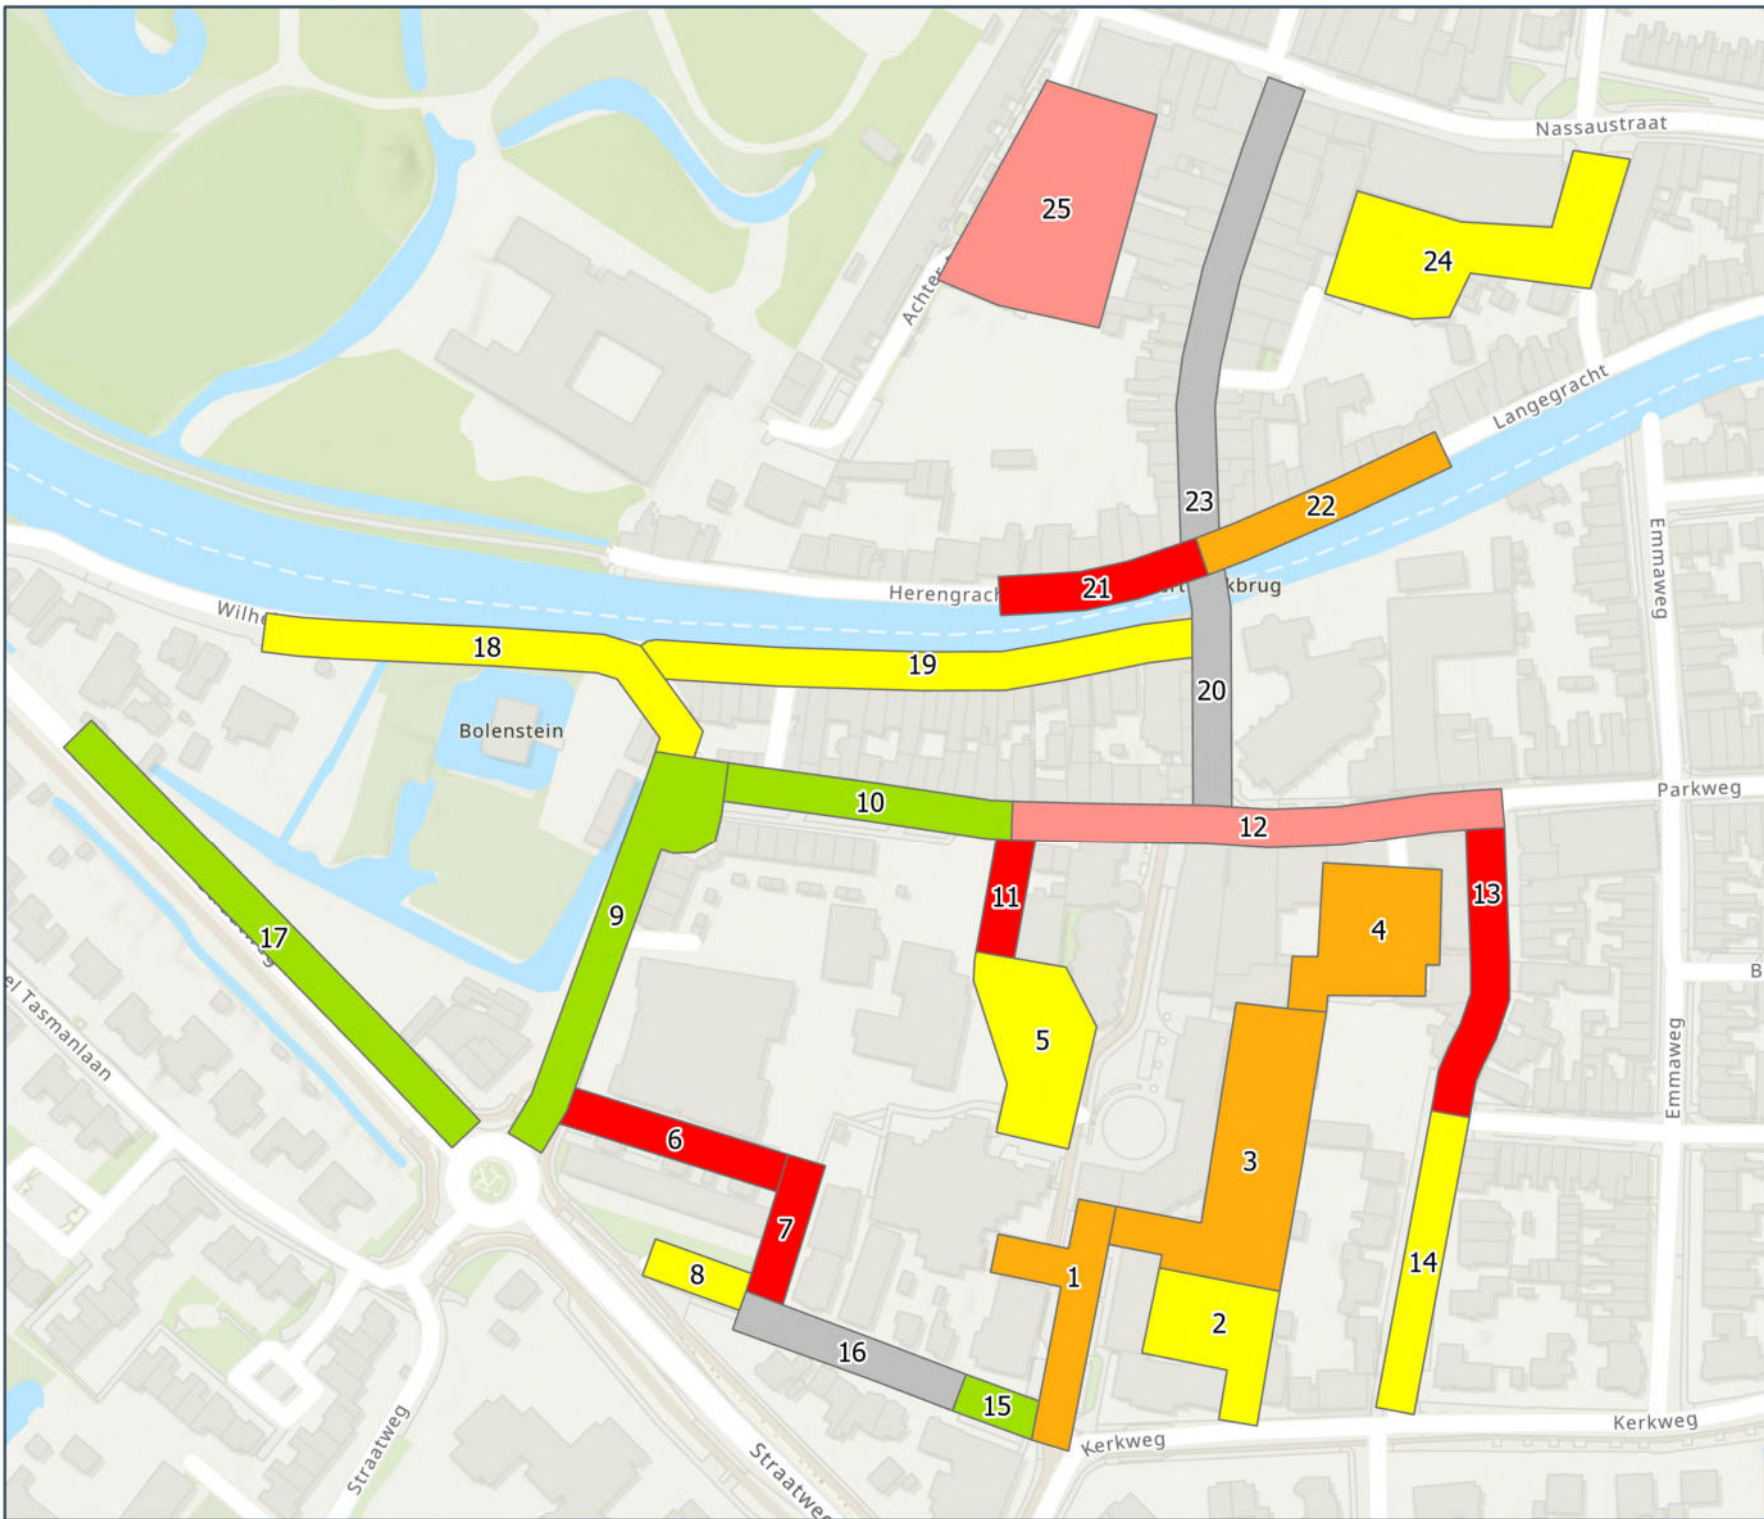 Nassaustraat
25
24
Achter
Langegracht
23
22
Emmaweg
21
Herengrach
kbrug
Wilhe
18
19
20
Bolenstein
Parkweg
10
12
11
13
9
4
17
B
el Tasmanlaan
5
Emmaweg
6
3
7
8
1
14
2
16
15
Straatweg
Kerkweg
Kerkweg
Straatweg